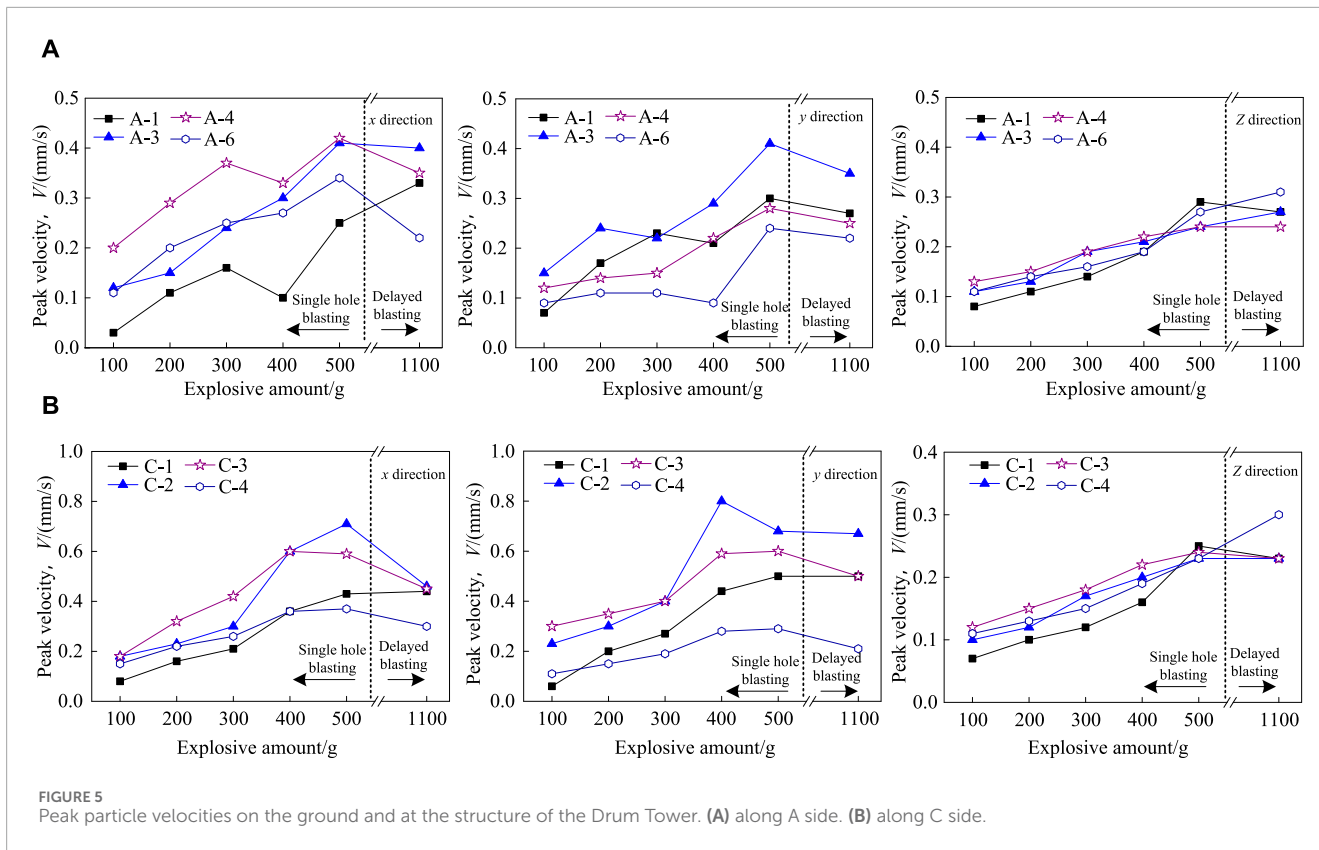 A
0.5
0.4
0.3
0.2
0.1
0.0
Peak velocity, V/(mm/s)
A-1
A-4
A-3
A-6
x direction
Single hole
blasting
Delayed
blasting
100 200 300 400 500 1100
Explosive amount/g
0.5
0.4
0.3
0.2
0.1
0.0
Peak velocity, V/(mm/s)
A-1
A-4
A-3
A-6
y direction
Single hole
blasting
Delayed
blasting
100 200 300 400 500 1100
Explosive amount/g
0.5
0.4
0.3
0.2
0.1
0.0
Peak velocity, V/(mm/s)
A-1
A-4
A-3
A-6
Z direction
Single hole
blasting
Delayed
blasting
100 200 300 400 500 1100
Explosive amount/g
B
1.0
0.8
0.6
0.4
0.2
0.0
Peak velocity, V/(mm/s)
C-1
C-3
C-2
C-4
x direction
Single hole
blasting
Delayed
blasting
100 200 300 400 500 1100
Explosive amount/g
1.0
0.8
0.6
0.4
0.2
0.0
Peak velocity, V/(mm/s)
C-1
C-3
C-2
C-4
y direction
Single hole
blasting
Delayed
blasting
100 200 300 400 500 1100
Explosive amount/g
0.4
0.3
0.2
0.1
0.0
Peak velocity, V/(mm/s)
C-1
C-3
C-2
C-4
Z direction
Single hole
blasting
Delayed
blasting
100 200 300 400 500 1100
Explosive amount/g
FIGURE 5
Peak particle velocities on the ground and at the structure of the Drum Tower. (A) along A side. (B) along C side.